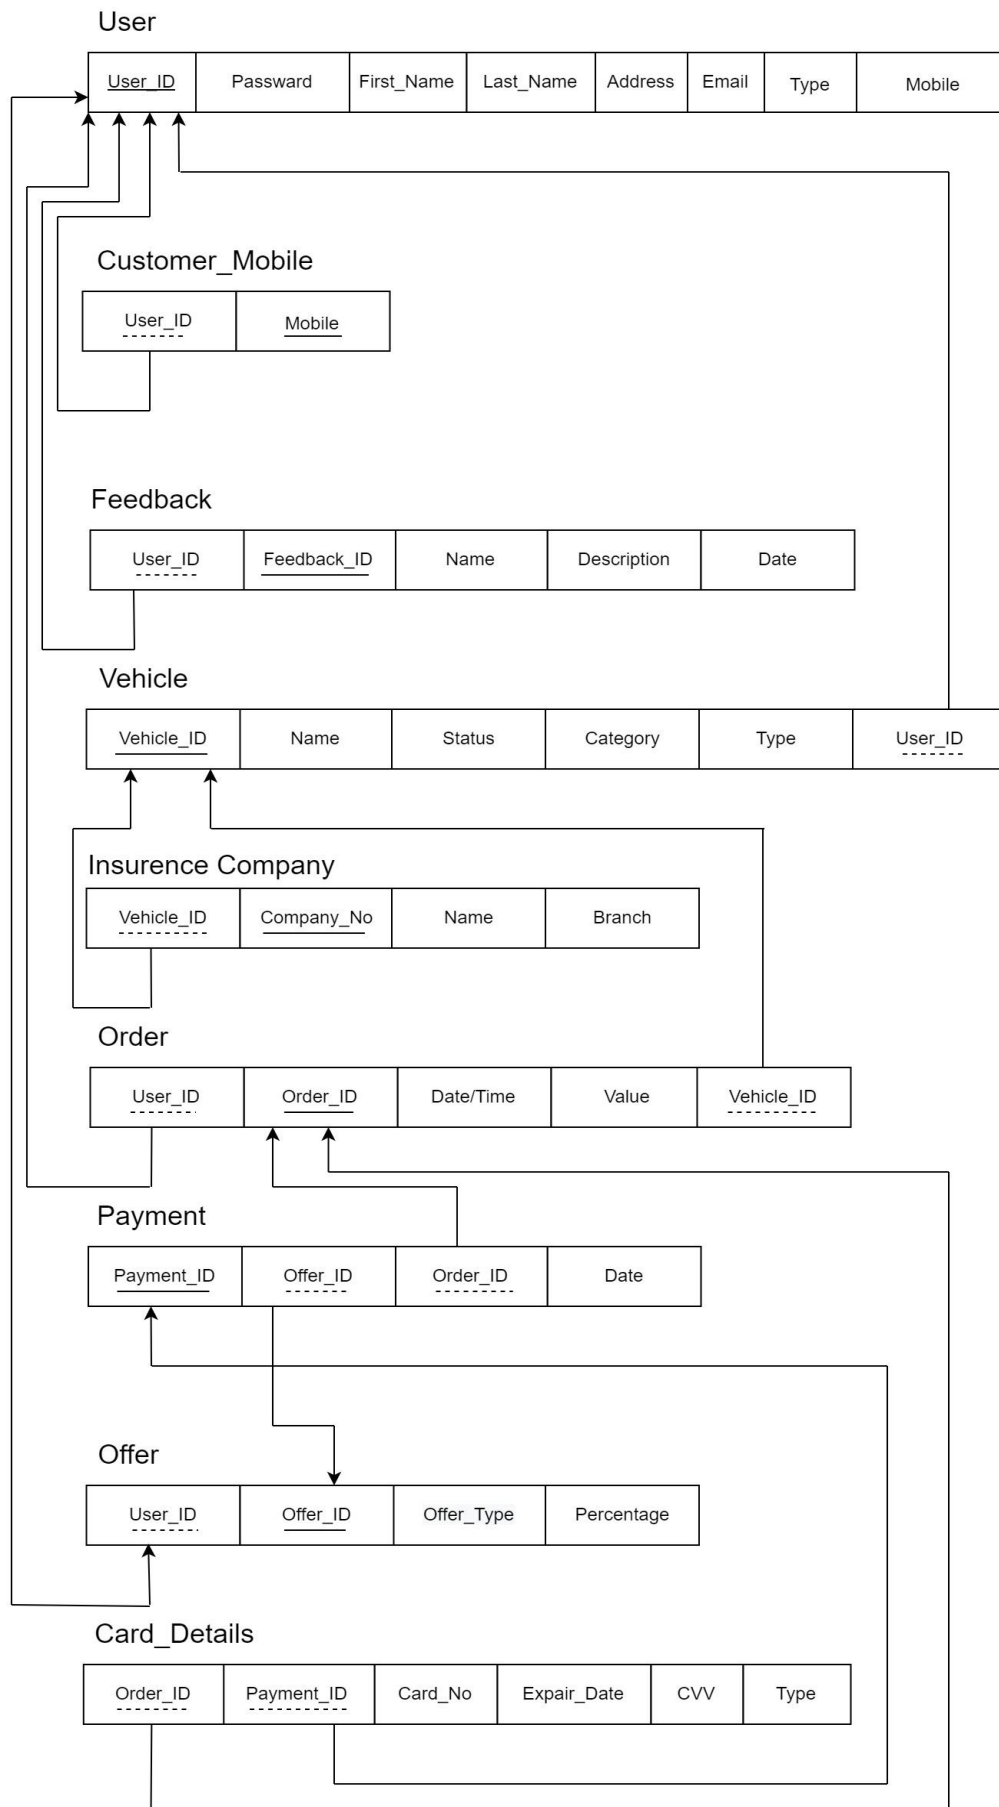 User
User_ID Passward First_Name Last_Name Address Email Type Mobile
Customer_Mobile
User_ID Mobile
Feedback
User_ID Feedback_ID Name Description Date
Vehicle
Vehicle_ID Name Status Category Type User_ID
Insurence Company
Vehicle_ID Company_No Name Branch
Order
User_ID Order_ID Date/Time Value Vehicle_ID
Payment
Payment_ID Offer_ID Order_ID Date
Offer
User_ID Offer_ID Offer_Type Percentage
Card_Details
Order_ID Payment_ID Card_No Expair_Date CVV Type